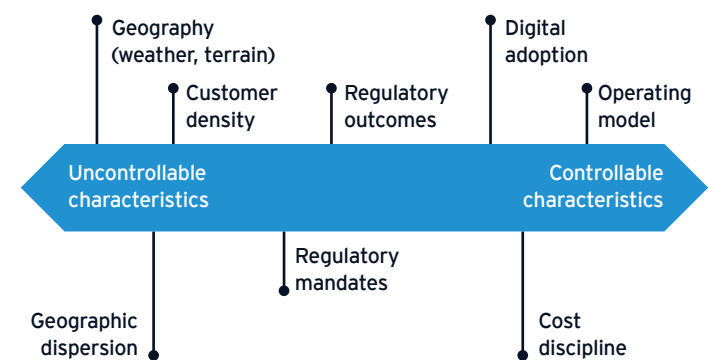 Geography
(weather, terrain)
Digital
adoption
Customer
density
Regulatory
outcomes
Operating
model
Uncontrollable
characteristics
Controllable
characteristics
Regulatory
mandates
Geographic
dispersion
Cost
discipline